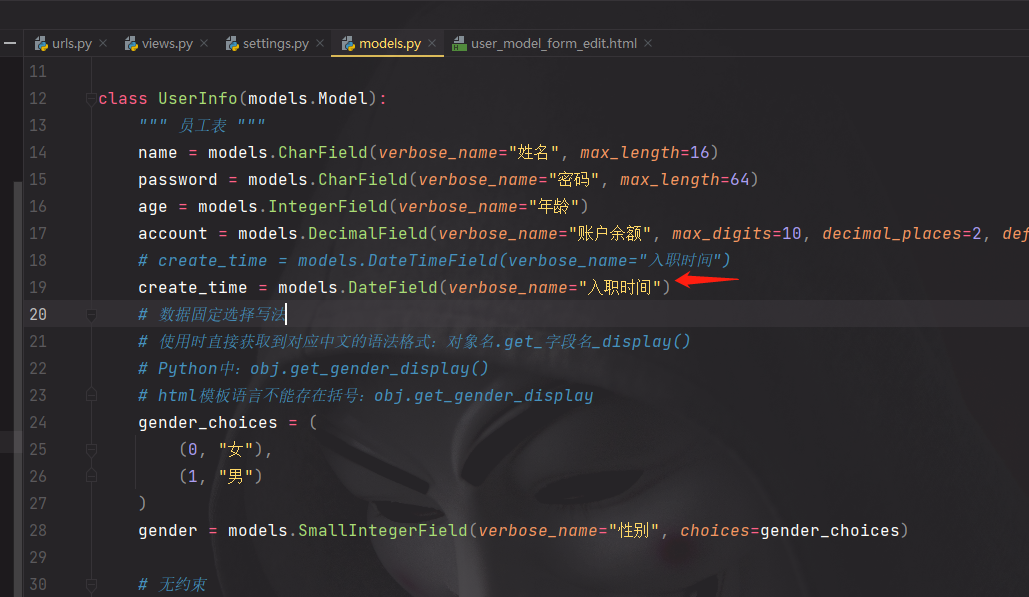 urls.py views.py settings.py models.py user_model_form_edit.html
11
12 class UserInfo(models.Model):
13 """ 员工表 """
14 name = models.CharField(verbose_name="姓名", max_length=16)
15 password = models.CharField(verbose_name="密码", max_length=64)
16 age = models.IntegerField(verbose_name="年龄")
17 account = models.DecimalField(verbose_name="账户余额", max_digits=10, decimal_places=2, def
18 # create_time = models.DateTimeField(verbose_name="入职时间")
19 create_time = models.DateField(verbose_name="入职时间")
20 # 数据固定选择写法
21 # 使用时直接获取到对应中文的语法格式：对象名.get_字段名_display()
22 # Python中：obj.get_gender_display()
23 # html模板语言不能存在括号：obj.get_gender_display
24 gender_choices = (
25 (0, "女"),
26 (1, "男")
27 )
28 gender = models.SmallIntegerField(verbose_name="性别", choices=gender_choices)
29
30 # 无约束